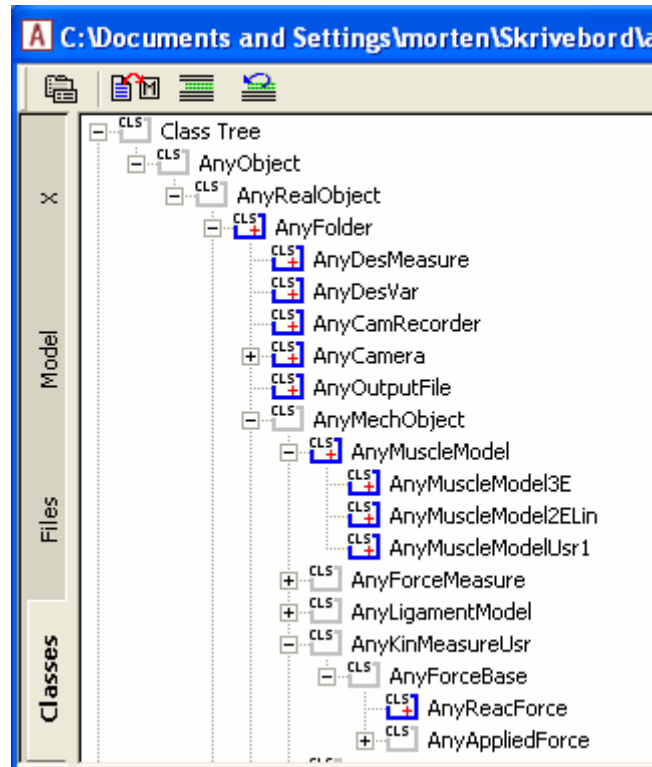 A C:\Documents and Settings\morten\Skrivebord\a
M
X
Model
Files
Classes
CLS Class Tree
CLS AnyObject
CLS AnyRealObject
CLS AnyFolder
CLS AnyDesMeasure
CLS AnyDesVar
CLS AnyCamRecorder
CLS AnyCamera
CLS AnyOutputFile
CLS AnyMechObject
CLS AnyMuscleModel
CLS AnyMuscleModel3E
CLS AnyMuscleModel2ELin
CLS AnyMuscleModelUsr1
CLS AnyForceMeasure
CLS AnyLigamentModel
CLS AnyKinMeasureUsr
CLS AnyForceBase
CLS AnyReacForce
CLS AnyAppliedForce